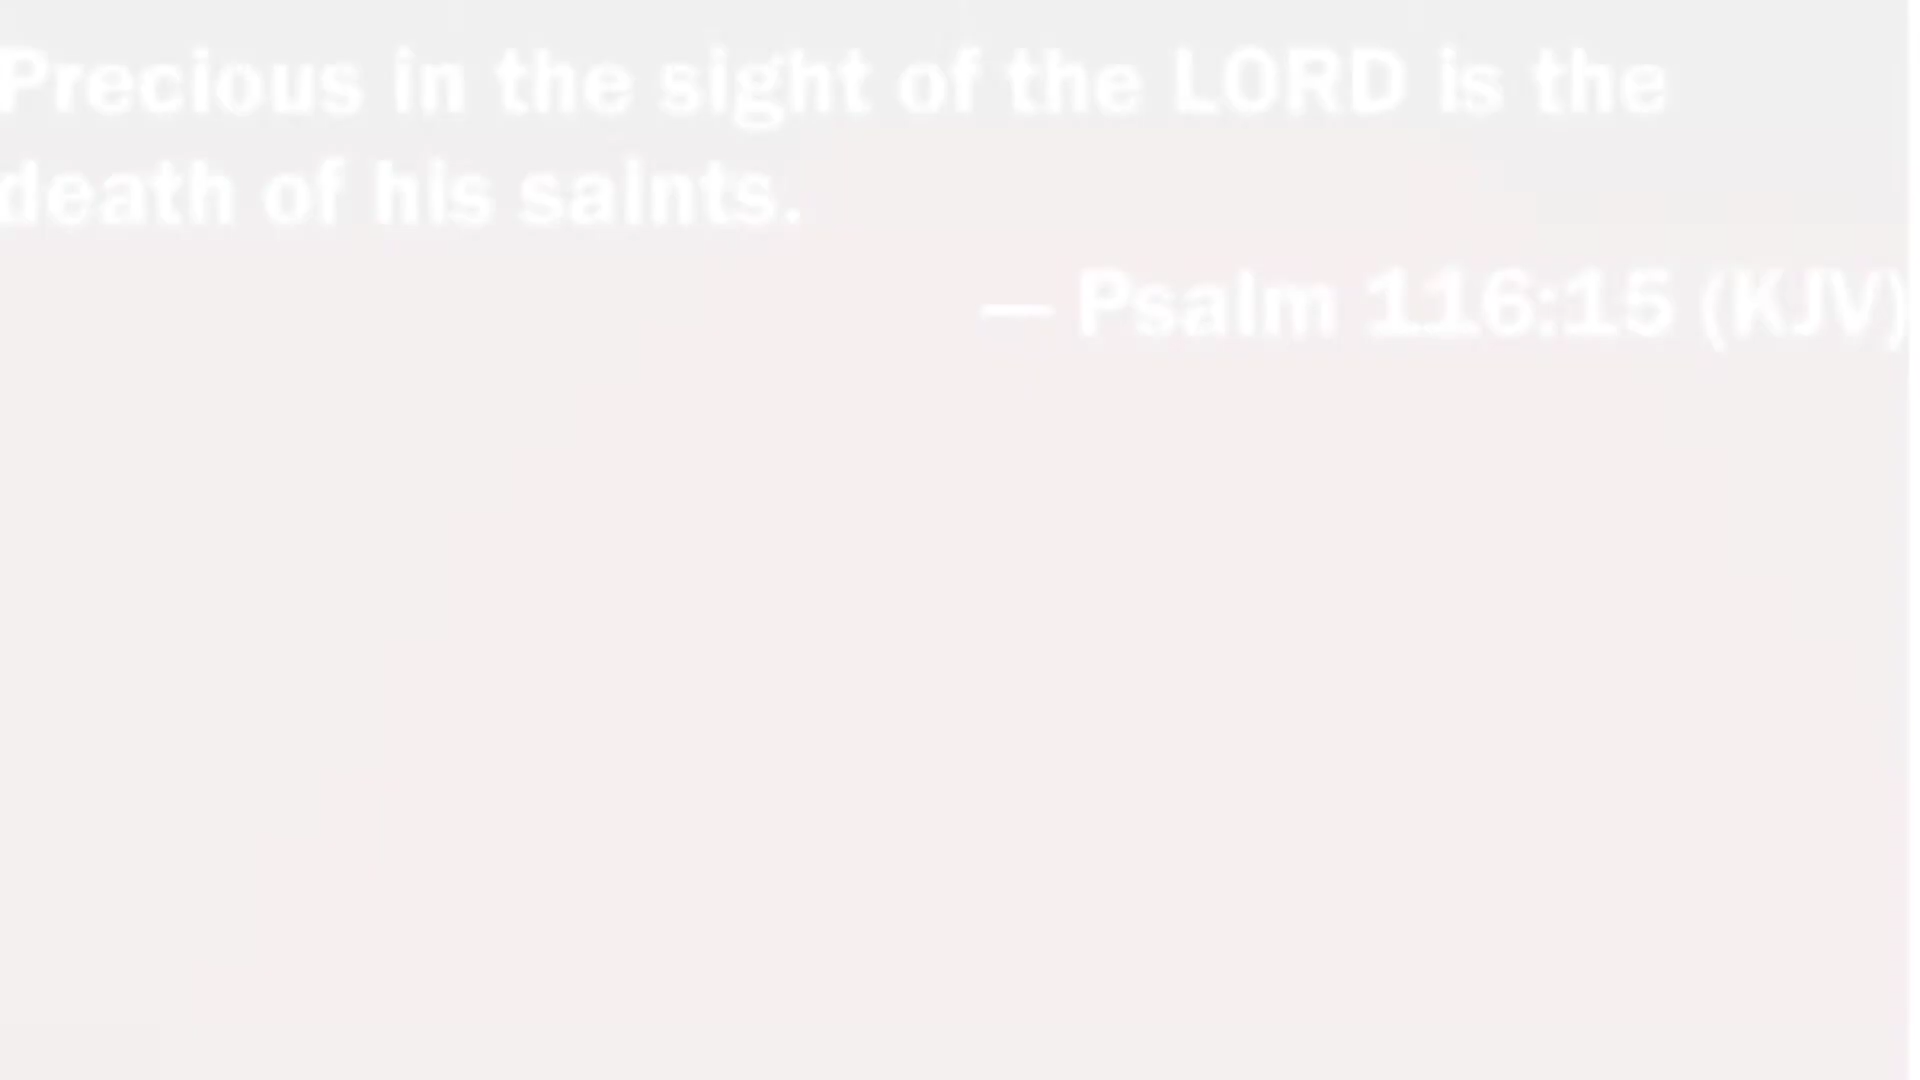 Precious in the sight of the LORD is the
death of his saints.
— Psalm 116:15 (KJV)